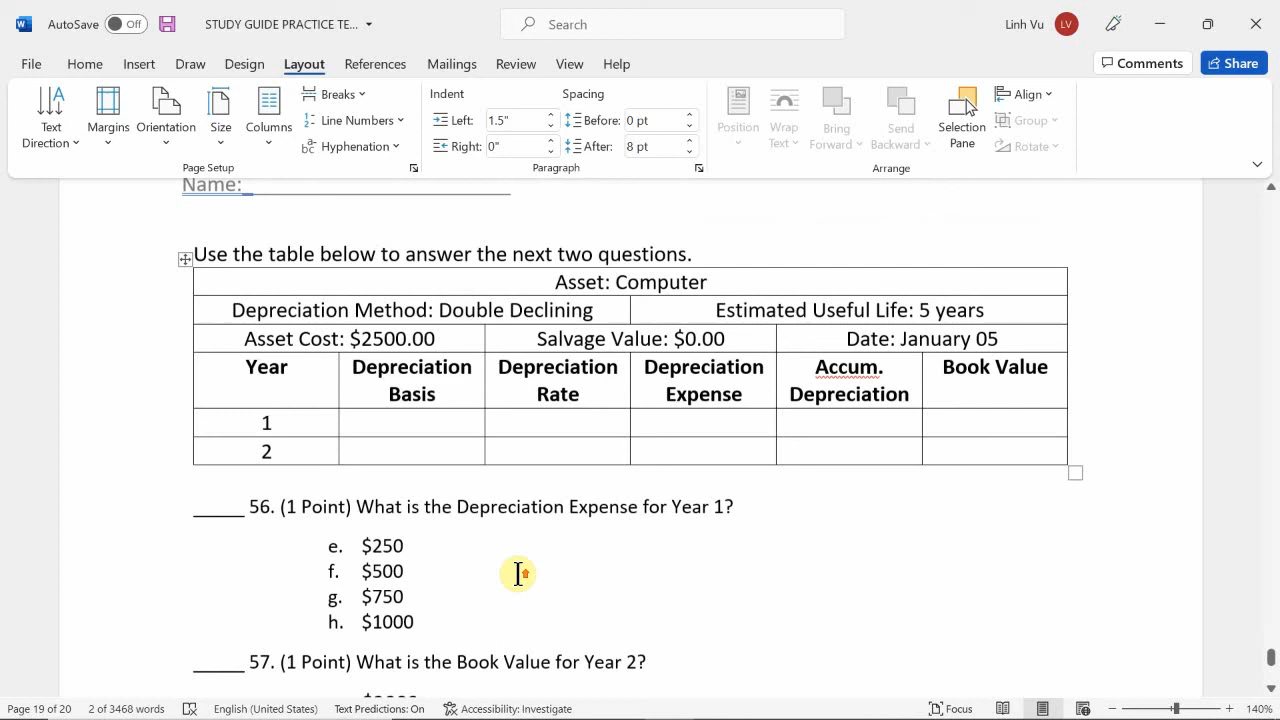 AutoSave Off STUDY GUIDE PRACTICE TE... Search Linh Vu LV
File Home Insert Draw Design Layout References Mailings Review View Help Comments Share
Text Direction Margins Orientation Size Columns Breaks Line Numbers Hyphenation
Page Setup
Indent Spacing
Left: 1.5" Before: 0 pt
Right: 0" After: 8 pt
Paragraph
Position Wrap Text Bring Forward Send Backward Selection Pane Align Group Rotate
Arrange
Name:_
Use the table below to answer the next two questions.
Asset: Computer
Depreciation Method: Double Declining Estimated Useful Life: 5 years
Asset Cost: $2500.00 Salvage Value: $0.00 Date: January 05
Year Depreciation Basis Depreciation Rate Depreciation Expense Accum. Depreciation Book Value
1
2
_____ 56. (1 Point) What is the Depreciation Expense for Year 1?
e. $250
f. $500
g. $750
h. $1000
_____ 57. (1 Point) What is the Book Value for Year 2?
Page 19 of 20 2 of 3468 words English (United States) Text Predictions: On Accessibility: Investigate Focus 140%